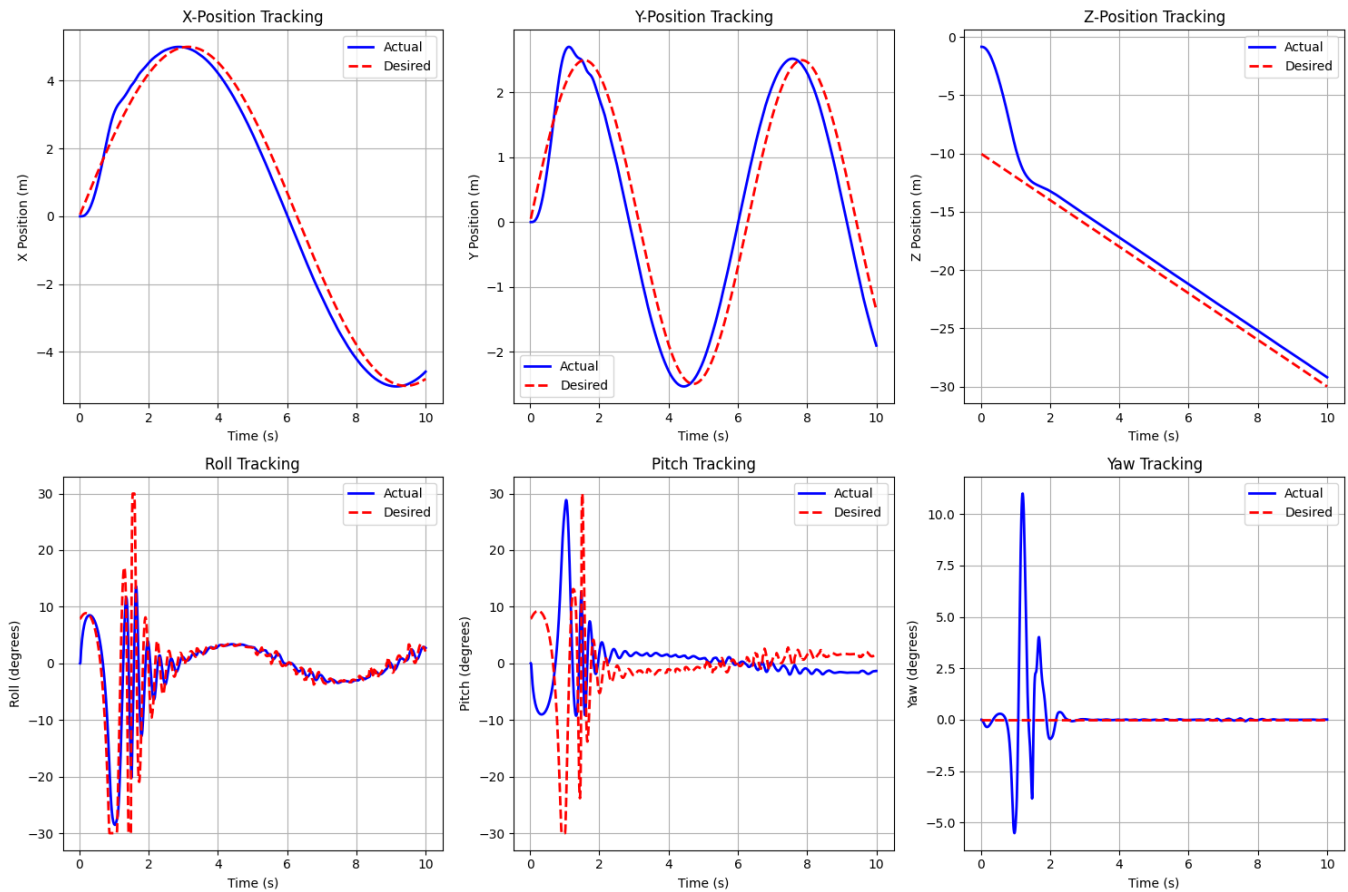 X-Position Tracking
Y-Position Tracking
Z-Position Tracking
X Position (m)
4
2
0
−2
−4
Actual
Desired
0
2
4
6
8
10
Time (s)
Y Position (m)
2
1
0
−1
−2
Actual
Desired
0
2
4
6
8
10
Time (s)
Z Position (m)
0
−5
−10
−15
−20
−25
−30
Actual
Desired
0
2
4
6
8
10
Time (s)
Roll Tracking
Pitch Tracking
Yaw Tracking
Roll (degrees)
30
20
10
0
−10
−20
−30
Actual
Desired
0
2
4
6
8
10
Time (s)
Pitch (degrees)
30
20
10
0
−10
−20
−30
Actual
Desired
0
2
4
6
8
10
Time (s)
Yaw (degrees)
10.0
7.5
5.0
2.5
0.0
−2.5
−5.0
Actual
Desired
0
2
4
6
8
10
Time (s)